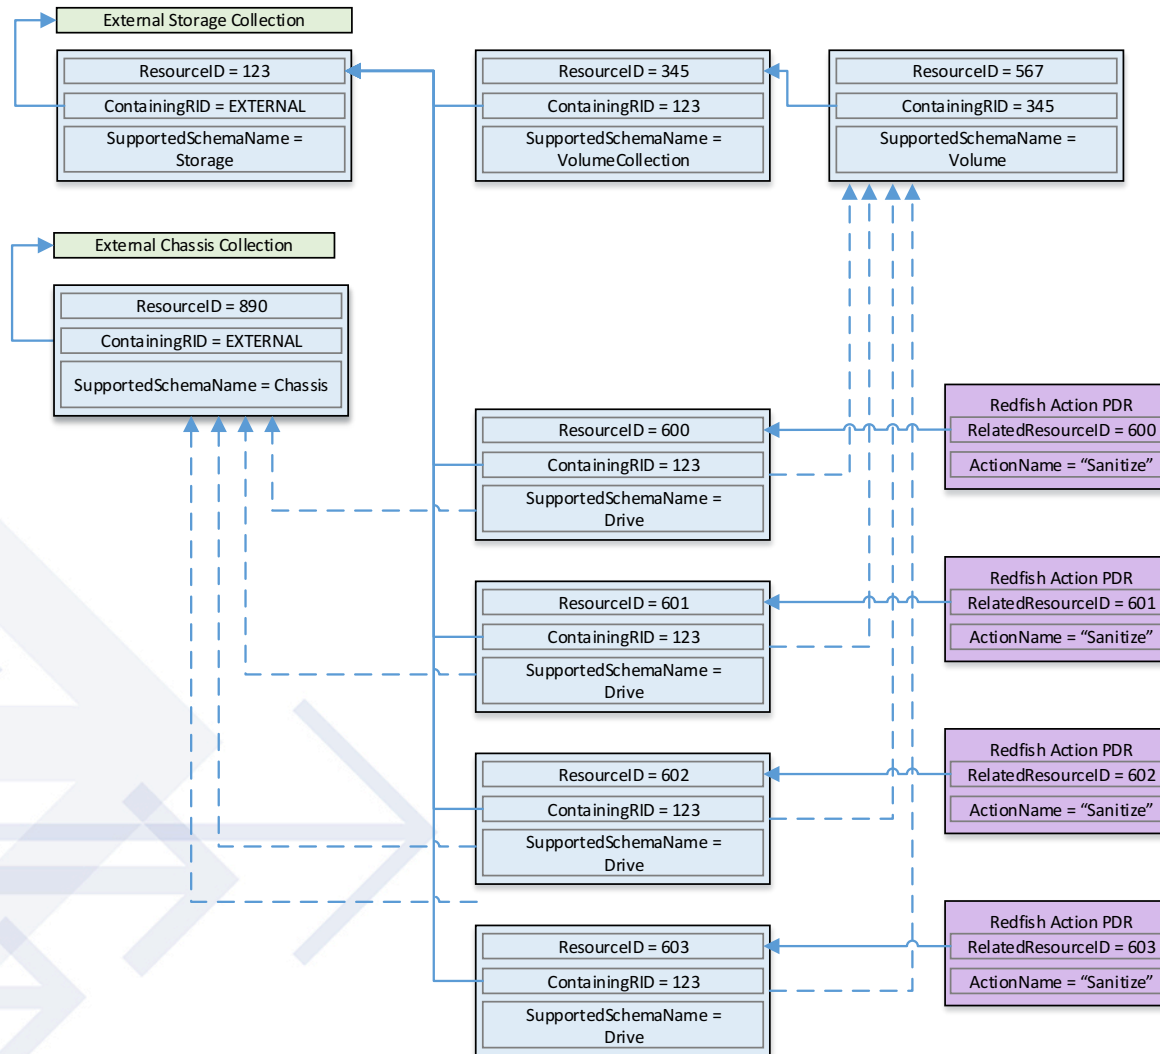 External Storage Collection
ResourceID = 123
ContainingRID = EXTERNAL
SupportedSchemaName =
Storage
ResourceID = 345
ContainingRID = 123
SupportedSchemaName =
VolumeCollection
ResourceID = 567
ContainingRID = 345
SupportedSchemaName =
Volume
External Chassis Collection
ResourceID = 890
ContainingRID = EXTERNAL
SupportedSchemaName = Chassis
ResourceID = 600
ContainingRID = 123
SupportedSchemaName =
Drive
Redfish Action PDR
RelatedResourceID = 600
ActionName = “Sanitize”
ResourceID = 601
ContainingRID = 123
SupportedSchemaName =
Drive
Redfish Action PDR
RelatedResourceID = 601
ActionName = “Sanitize”
ResourceID = 602
ContainingRID = 123
SupportedSchemaName =
Drive
Redfish Action PDR
RelatedResourceID = 602
ActionName = “Sanitize”
ResourceID = 603
ContainingRID = 123
SupportedSchemaName =
Drive
Redfish Action PDR
RelatedResourceID = 603
ActionName = “Sanitize”